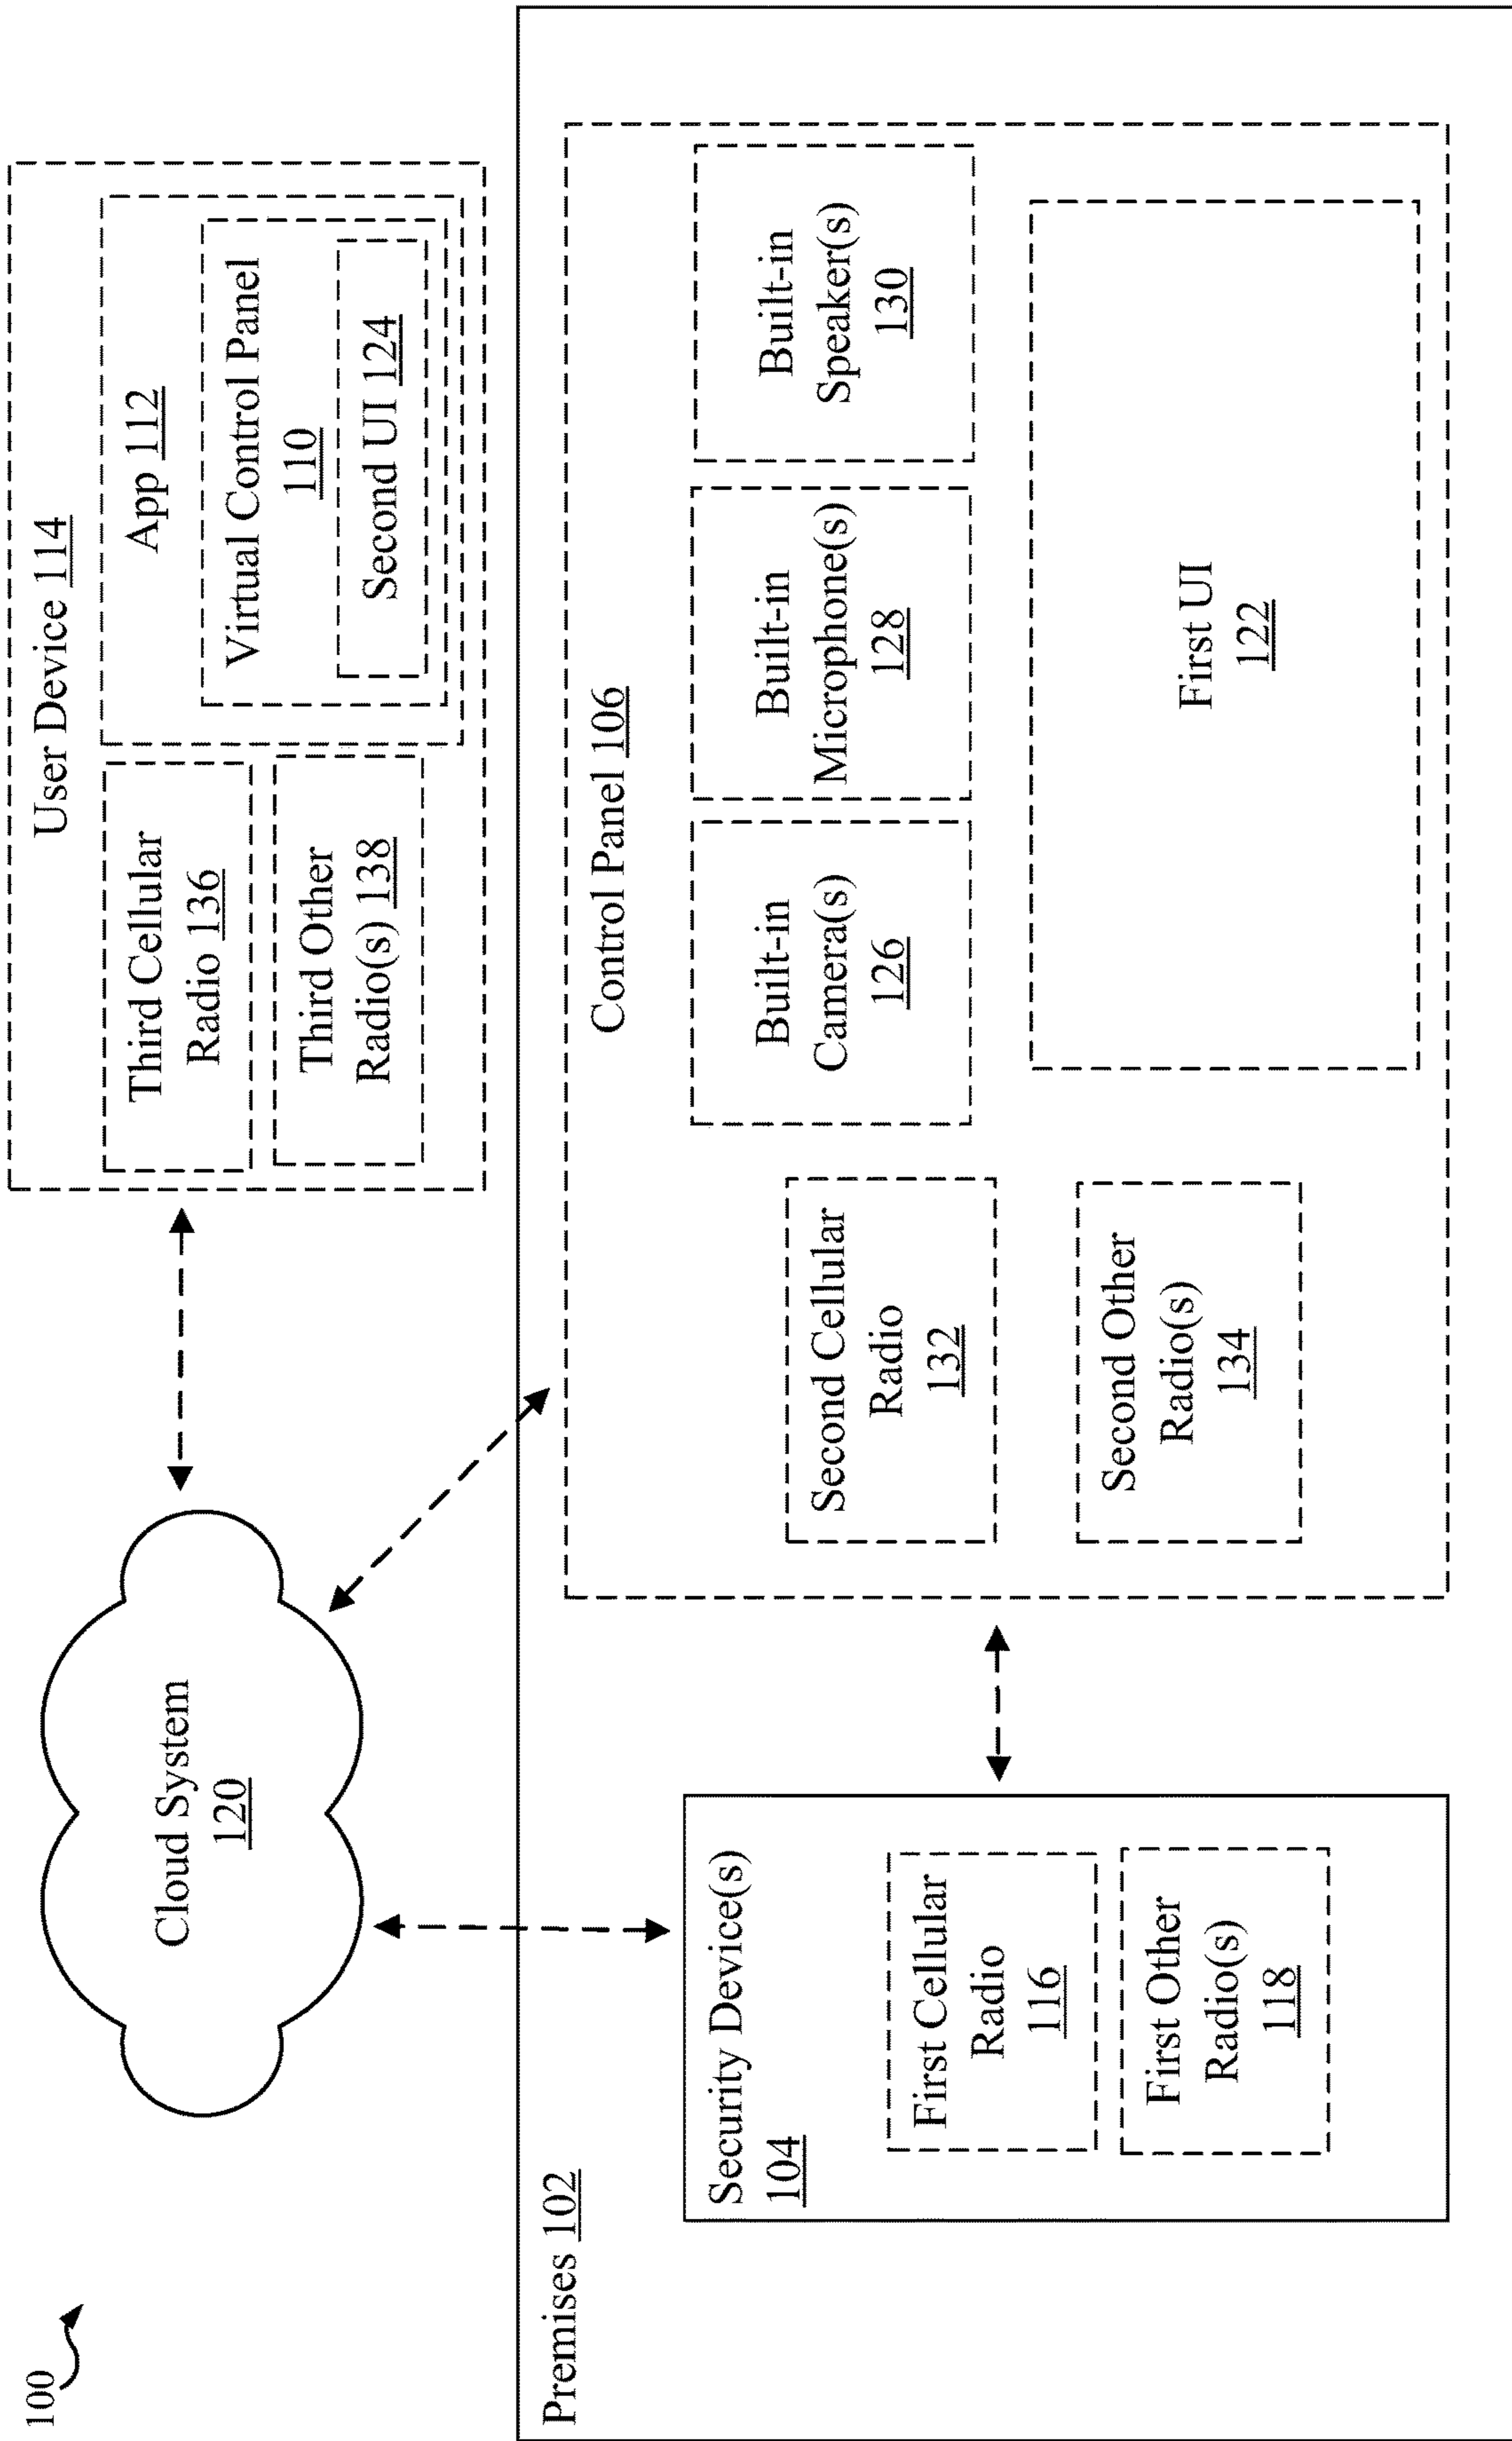 100
Cloud System
120
User Device 114
Third Cellular
Radio 136
Third Other
Radio(s) 138
App 112
Virtual Control Panel
110
Second UI 124
Premises 102
Security Device(s)
104
First Cellular
Radio
116
First Other
Radio(s)
118
Control Panel 106
Second Cellular
Radio
132
Second Other
Radio(s)
134
Built-in
Camera(s)
126
Built-in
Microphone(s)
128
Built-in
Speaker(s)
130
First UI
122